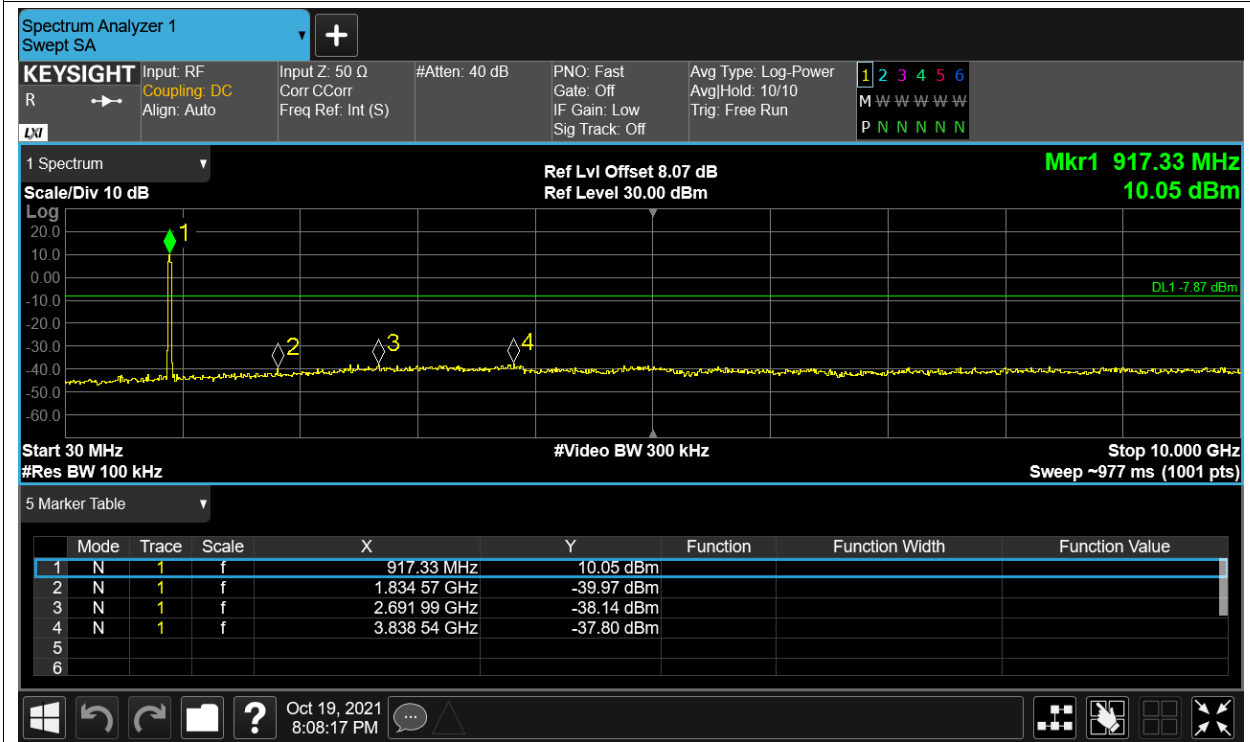 Spectrum Analyzer 1
Swept SA
KEYSIGHT Input: RF Input Z: 50 Ω #Atten: 40 dB PNO: Fast Avg Type: Log-Power 1 2 3 4 5 6
R Coupling: DC Corr CCorr Gate: Off Avg|Hold: 10/10 M W W W W W
Align: Auto Freq Ref: Int (S) IF Gain: Low Trig: Free Run
LXI Sig Track: Off P N N N N N
1 Spectrum Ref Lvl Offset 8.07 dB Mkr1 917.33 MHz
Scale/Div 10 dB Ref Level 30.00 dBm 10.05 dBm
Log
20.0 1
10.0
0.00
DL1 -7.87 dBm
-10.0
-20.0
-30.0 2 3 4
-40.0
-50.0
-60.0
Start 30 MHz #Video BW 300 kHz Stop 10.000 GHz
#Res BW 100 kHz Sweep ~977 ms (1001 pts)
5 Marker Table
Mode Trace Scale X Y Function Function Width Function Value
1 N 1 f 917.33 MHz 10.05 dBm
2 N 1 f 1.834 57 GHz -39.97 dBm
3 N 1 f 2.691 99 GHz -38.14 dBm
4 N 1 f 3.838 54 GHz -37.80 dBm
5
6
? Oct 19, 2021
8:08:17 PM